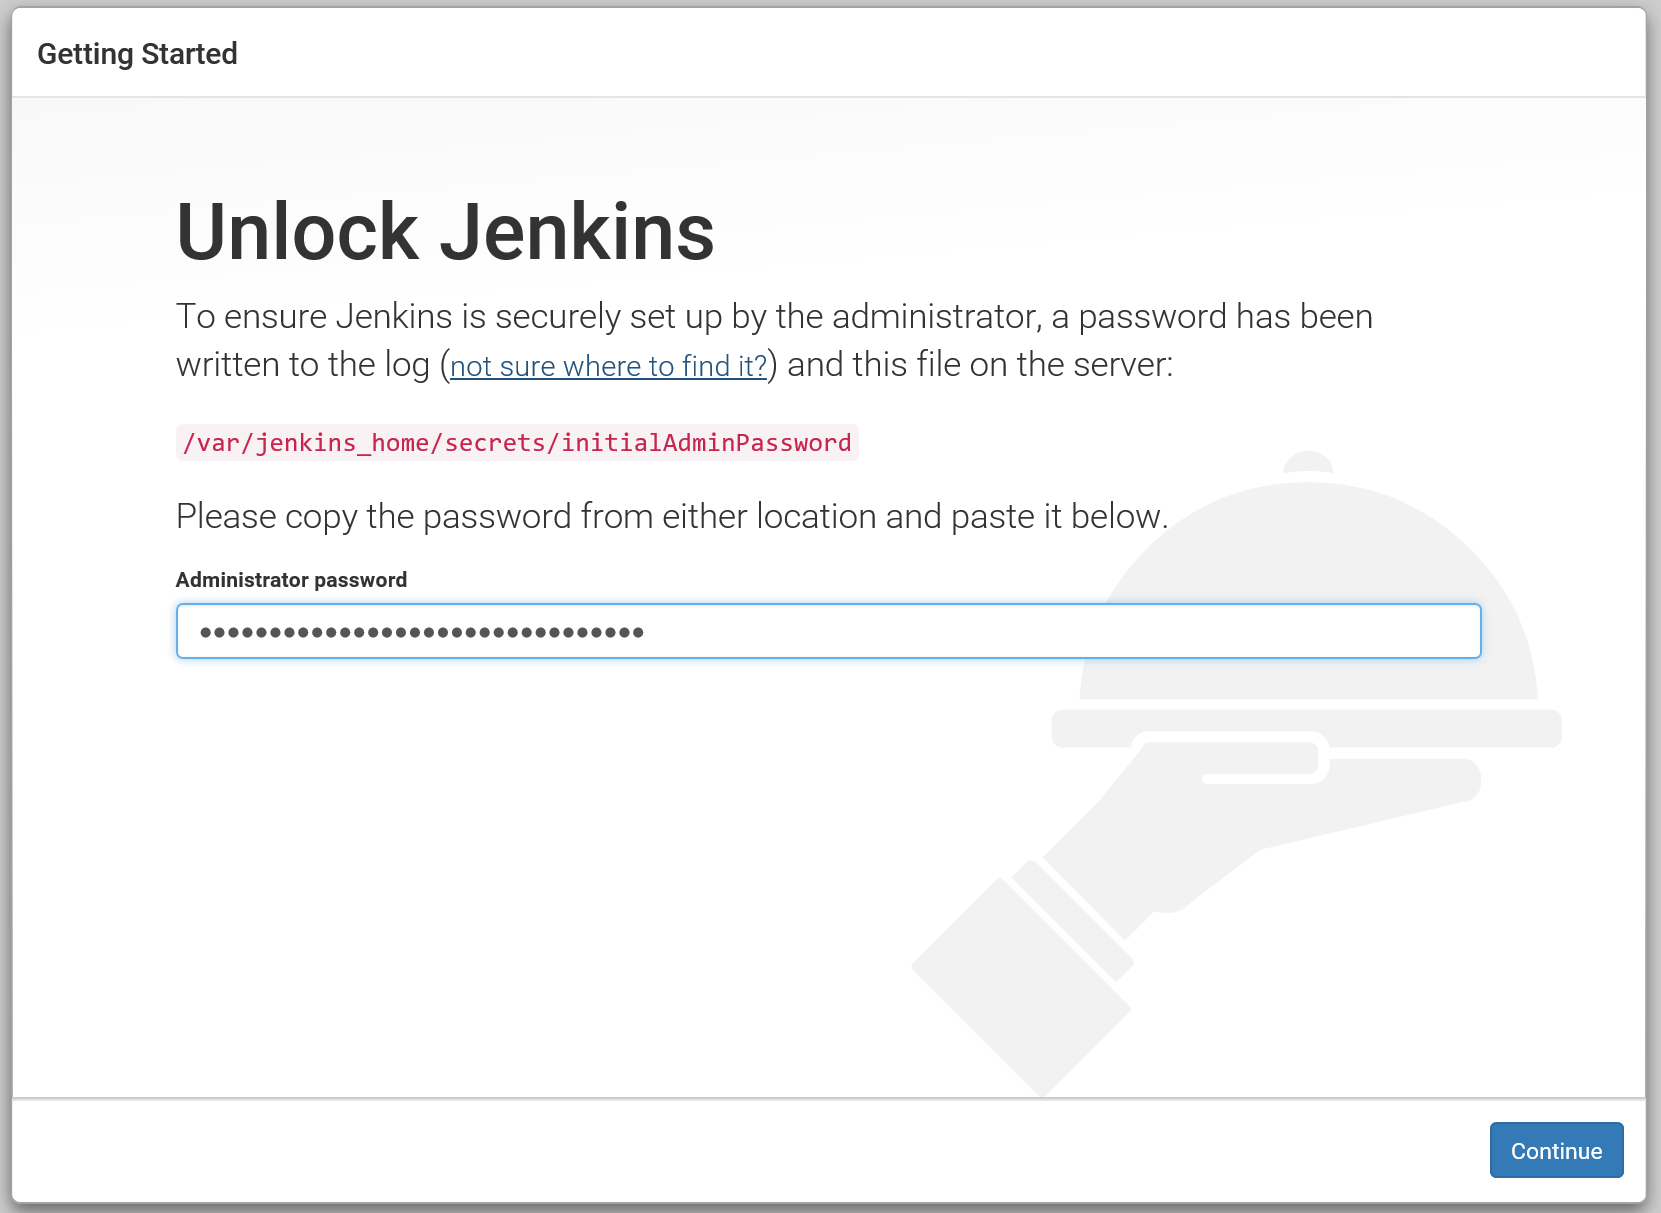 Getting Started
Unlock Jenkins
To ensure Jenkins is securely set up by the administrator, a password has been
written to the log (not sure where to find it?) and this file on the server:
/var/jenkins_home/secrets/initialAdminPassword
Please copy the password from either location and paste it below.
Administrator password
••••••••••••••••••••••••••••••••
Continue